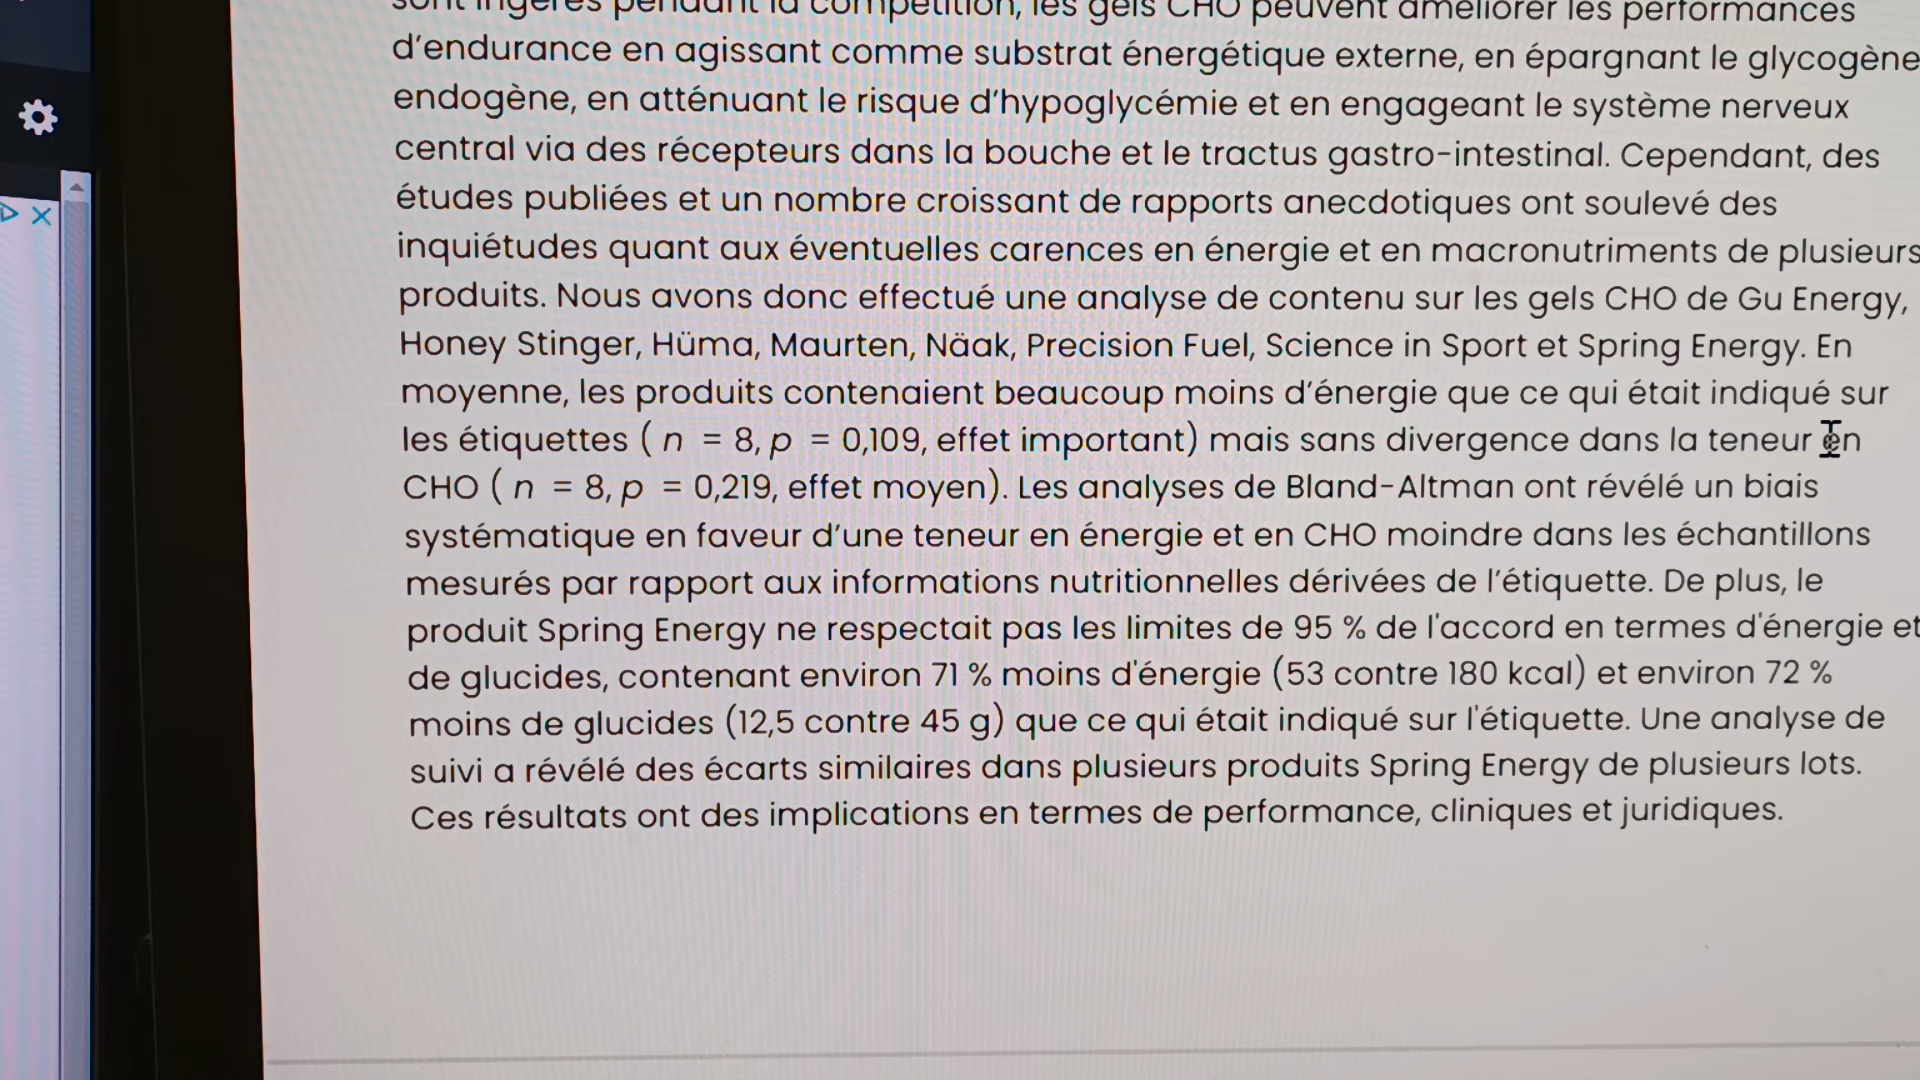 sont ingérés pendant la compétition, les gels CHO peuvent améliorer les performances
d’endurance en agissant comme substrat énergétique externe, en épargnant le glycogène
endogène, en atténuant le risque d’hypoglycémie et en engageant le système nerveux
central via des récepteurs dans la bouche et le tractus gastro-intestinal. Cependant, des
études publiées et un nombre croissant de rapports anecdotiques ont soulevé des
inquiétudes quant aux éventuelles carences en énergie et en macronutriments de plusieurs
produits. Nous avons donc effectué une analyse de contenu sur les gels CHO de Gu Energy,
Honey Stinger, Hüma, Maurten, Näak, Precision Fuel, Science in Sport et Spring Energy. En
moyenne, les produits contenaient beaucoup moins d’énergie que ce qui était indiqué sur
les étiquettes ( n = 8, p = 0,109, effet important) mais sans divergence dans la teneur en
CHO ( n = 8, p = 0,219, effet moyen). Les analyses de Bland-Altman ont révélé un biais
systématique en faveur d’une teneur en énergie et en CHO moindre dans les échantillons
mesurés par rapport aux informations nutritionnelles dérivées de l’étiquette. De plus, le
produit Spring Energy ne respectait pas les limites de 95 % de l'accord en termes d'énergie et
de glucides, contenant environ 71 % moins d'énergie (53 contre 180 kcal) et environ 72 %
moins de glucides (12,5 contre 45 g) que ce qui était indiqué sur l'étiquette. Une analyse de
suivi a révélé des écarts similaires dans plusieurs produits Spring Energy de plusieurs lots.
Ces résultats ont des implications en termes de performance, cliniques et juridiques.